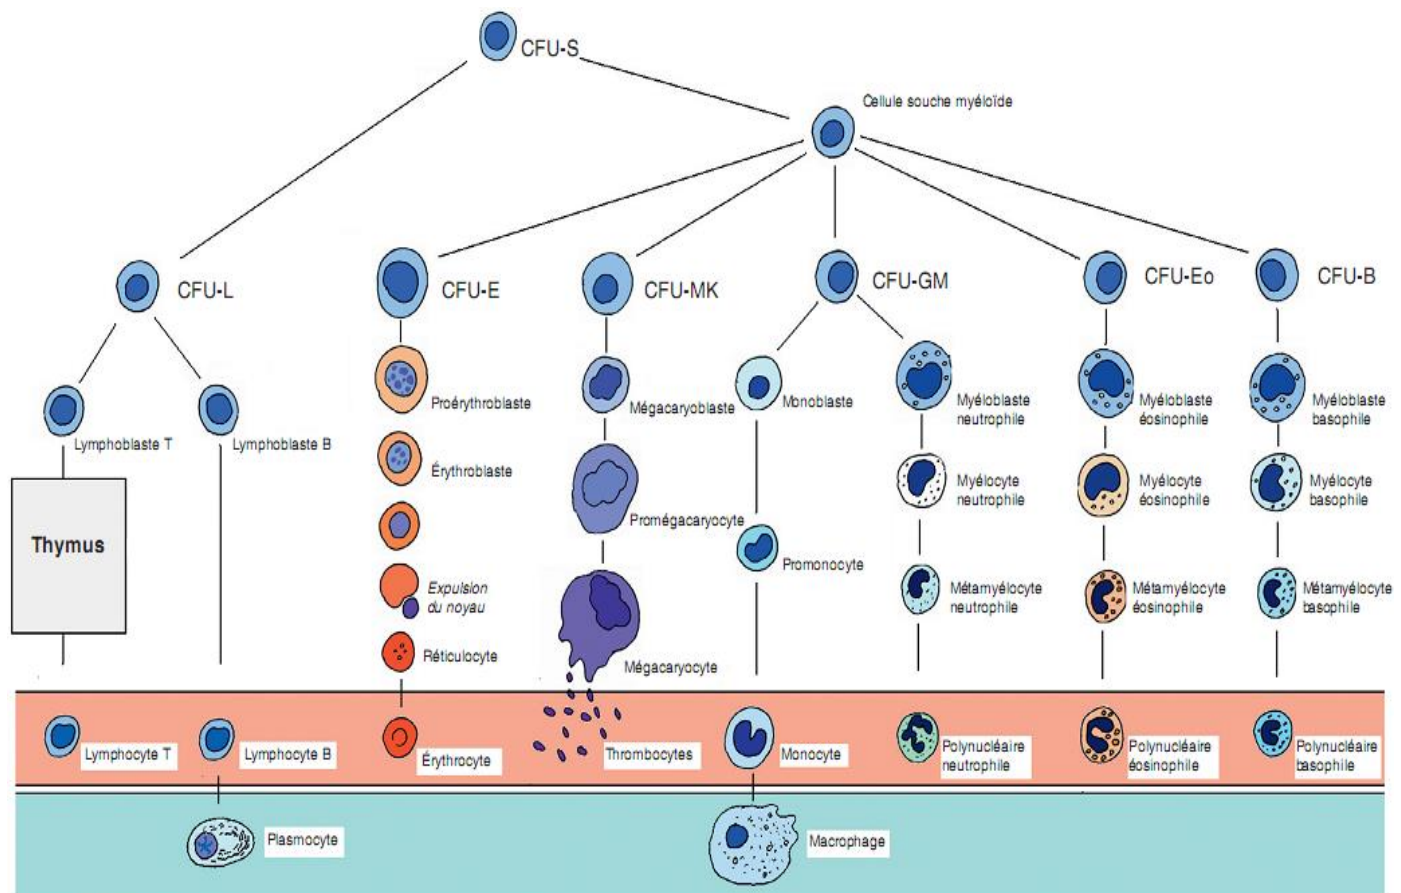 CFU-S
Cellule souche myéloïde
CFU-L
CFU-E
CFU-MK
CFU-GM
CFU-Eo
CFU-B
Lymphoblaste T
Lymphoblaste B
Proérythroblaste
Érythroblaste
Expulsion
du noyau
Réticulocyte
Mégacaryoblaste
Promégacaryocyte
Mégacaryocyte
Monoblaste
Promonocyte
Myéloblaste
neutrophile
Myélocyte
neutrophile
Métamyélocyte
neutrophile
Myéloblaste
éosinophile
Myélocyte
éosinophile
Métamyélocyte
éosinophile
Myéloblaste
basophile
Myélocyte
basophile
Métamyélocyte
basophile
Thymus
Lymphocyte T
Lymphocyte B
Érythrocyte
Thrombocytes
Monocyte
Polynucléaire
neutrophile
Polynucléaire
éosinophile
Polynucléaire
basophile
Plasmocyte
Macrophage